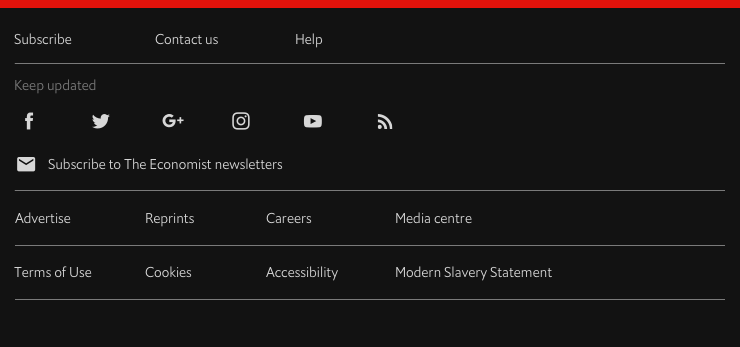 Subscribe Contact us Help
Keep updated
Subscribe to The Economist newsletters
Advertise Reprints Careers Media centre
Terms of Use Cookies Accessibility Modern Slavery Statement